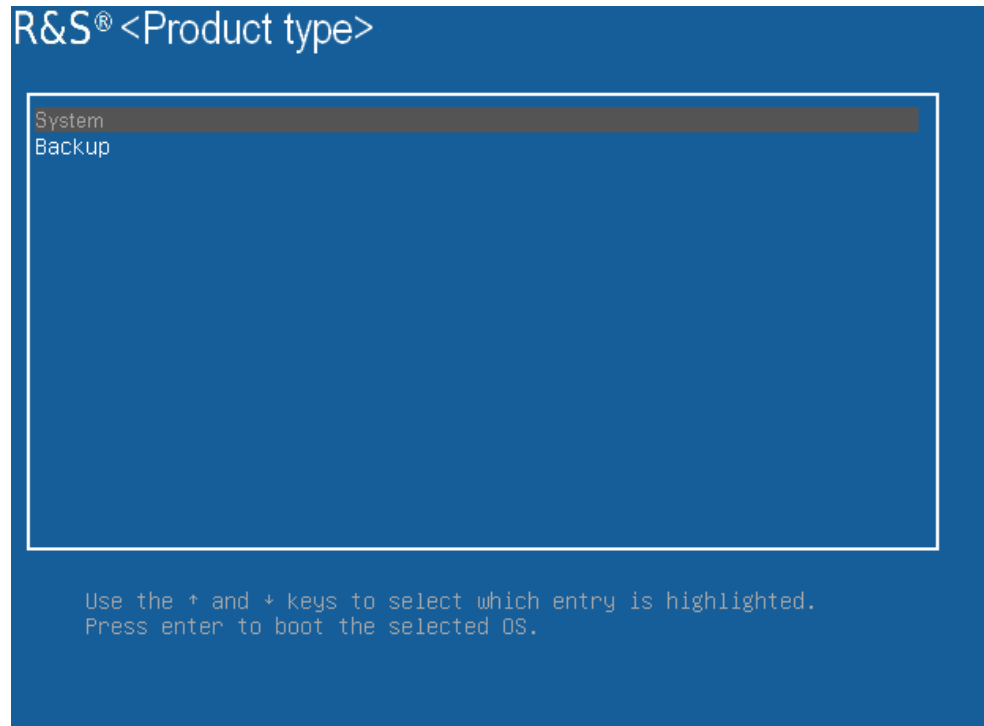 R&S® <Product type>
System
Backup
Use the ↑ and ↓ keys to select which entry is highlighted.
Press enter to boot the selected OS.